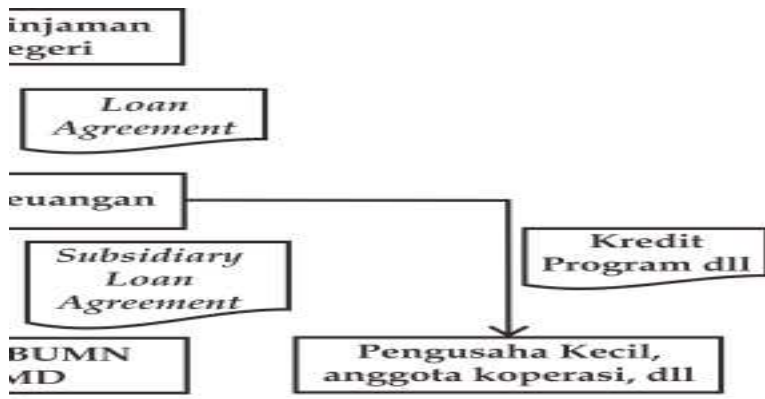 injaman
egeri
Loan
Agreement
euangan
Kredit
Program dll
Subsidiary
Loan
Agreement
BUMN
MD
Pengusaha Kecil,
anggota koperasi, dll